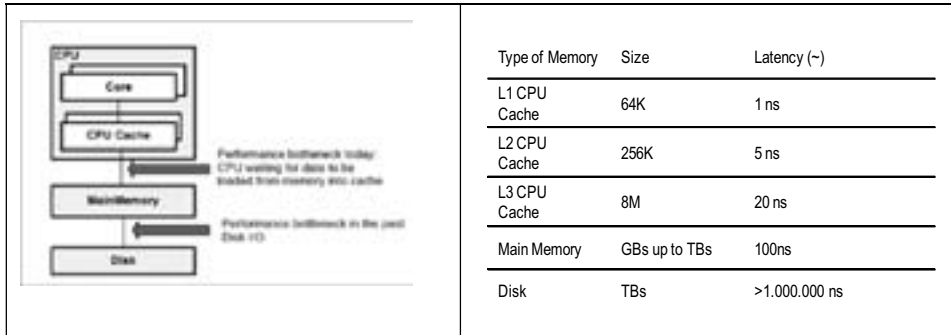 CPU
Core
CPU Cache
Performance bottleneck today:
CPU waiting for data to be
loaded from memory into cache
MainMemory
Performance bottleneck in the past:
Disk I/O
Disk
Type of Memory Size Latency (~)
L1 CPU
Cache 64K 1 ns
L2 CPU
Cache 256K 5 ns
L3 CPU
Cache 8M 20 ns
Main Memory GBs up to TBs 100ns
Disk TBs >1.000.000 ns